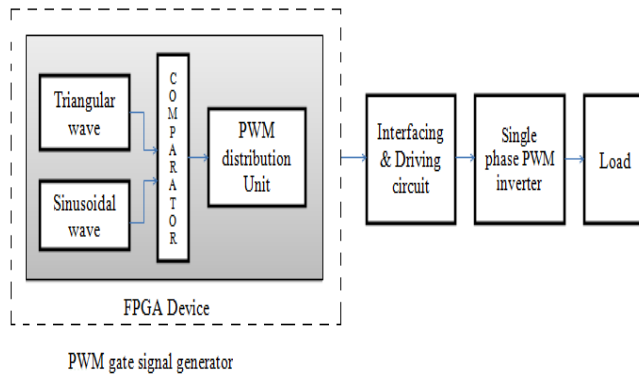 Triangular
wave
Sinusoidal
wave
COMPARATOR
PWM
distribution
Unit
FPGA Device
PWM gate signal generator
Interfacing
& Driving
circuit
Single
phase PWM
inverter
Load